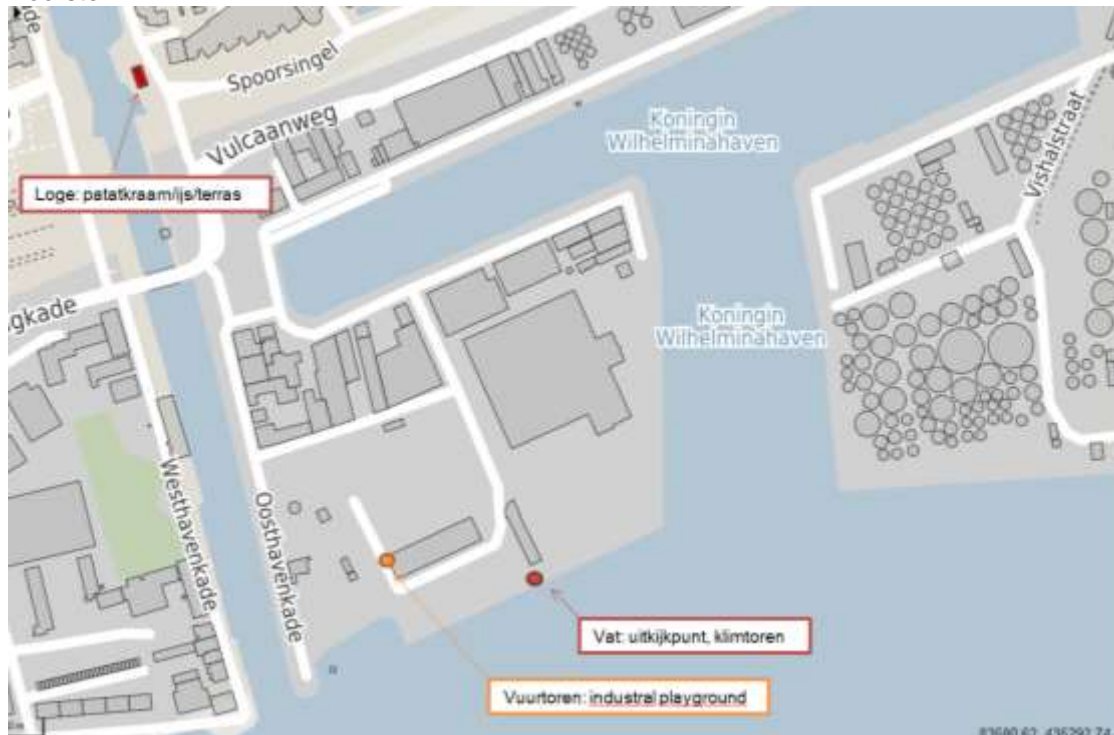 Spoorsingel
Vulcaanweg
Koningin
Wilhelminahaven
Vishalstraat
Loge: patatkraam/ijs/terras
gkade
Koningin
Wilhelminahaven
Westhavenkade
Oosthavenkade
Vat: uitkijkpunt, klimtoren
Vuurtoren: industral playground